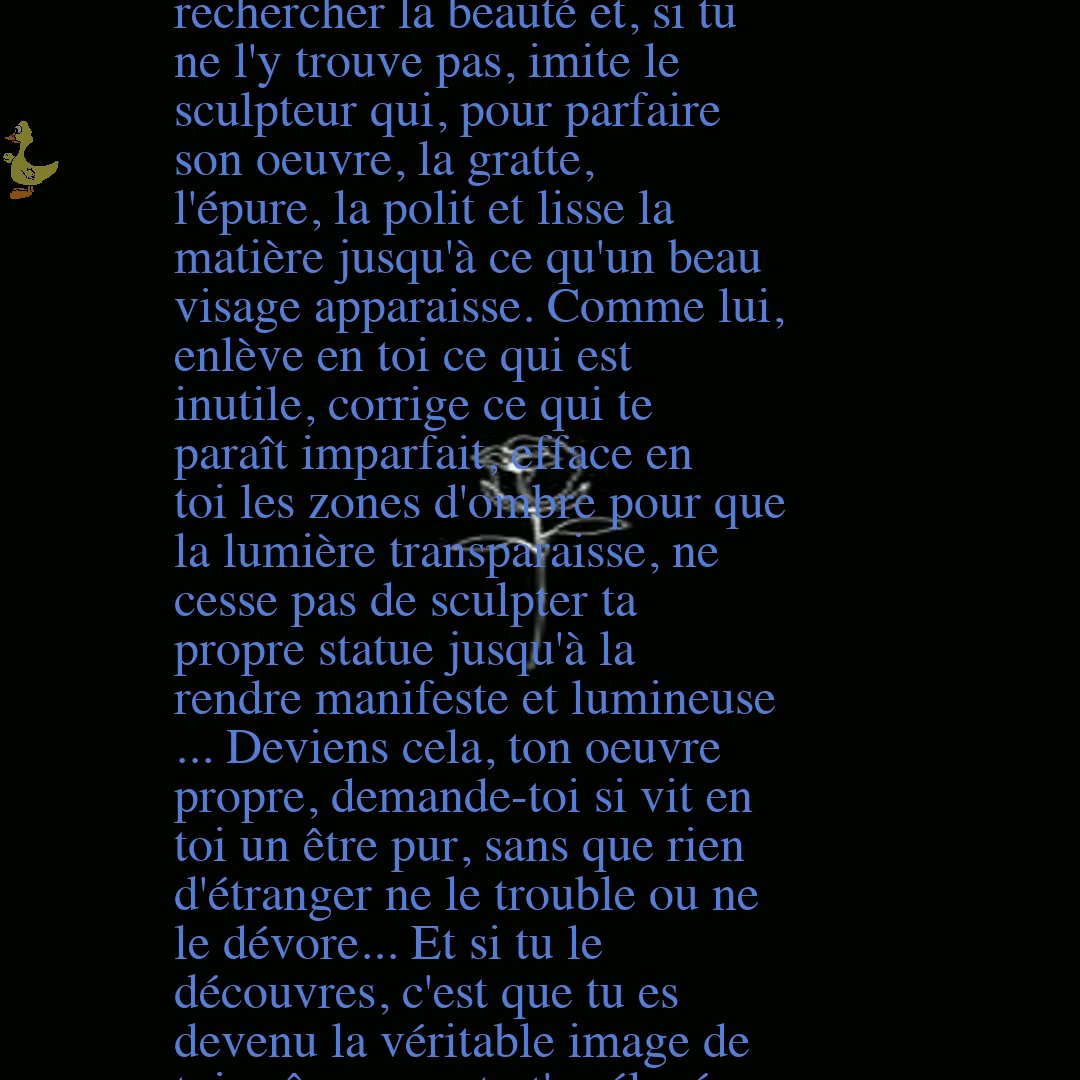 rechercher la beauté et, si tu
ne l'y trouve pas, imite le
sculpteur qui, pour parfaire
son oeuvre, la gratte,
l'épure, la polit et lisse la
matière jusqu'à ce qu'un beau
visage apparaisse. Comme lui,
enlève en toi ce qui est
inutile, corrige ce qui te
paraît imparfait, efface en
toi les zones d'ombre pour que
la lumière transparaisse, ne
cesse pas de sculpter ta
propre statue jusqu'à la
rendre manifeste et lumineuse
... Deviens cela, ton oeuvre
propre, demande-toi si vit en
toi un être pur, sans que rien
d'étranger ne le trouble ou ne
le dévore... Et si tu le
découvres, c'est que tu es
devenu la véritable image de